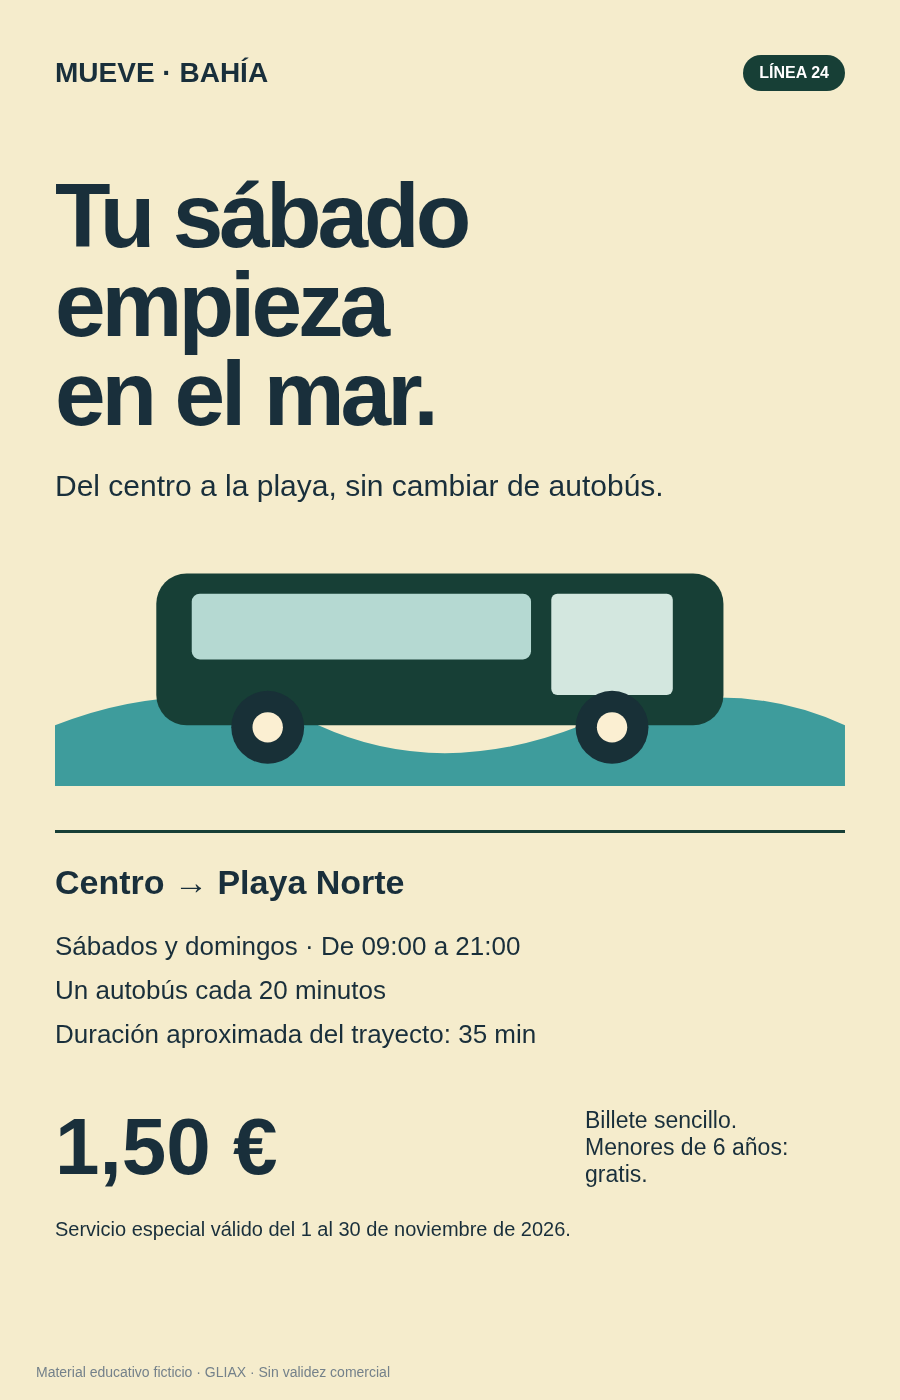 MUEVE · BAHÍA
LÍNEA 24
Tu sábado
empieza
en el mar.
Del centro a la playa, sin cambiar de autobús.
Centro → Playa Norte
Sábados y domingos · De 09:00 a 21:00
Un autobús cada 20 minutos
Duración aproximada del trayecto: 35 min
1,50 €
Billete sencillo.
Menores de 6 años:
gratis.
Servicio especial válido del 1 al 30 de noviembre de 2026.
Material educativo ficticio · GLIAX · Sin validez comercial